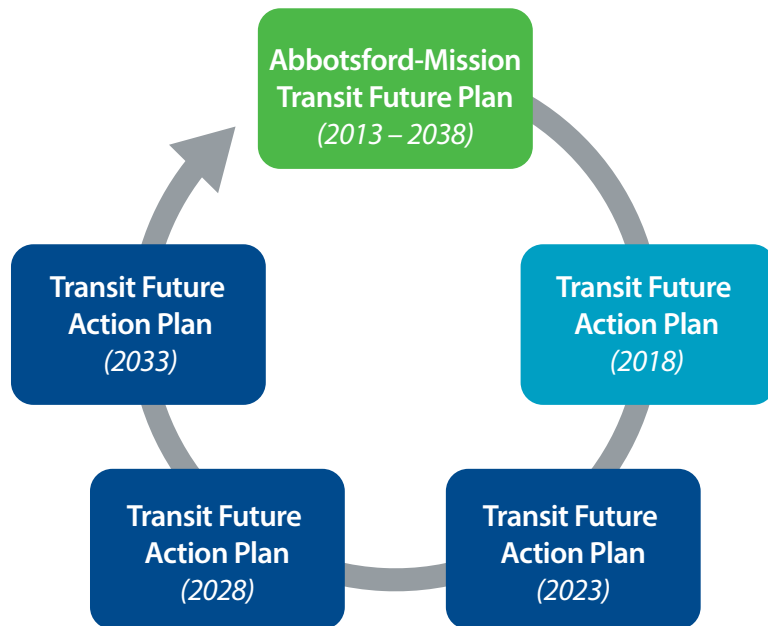 Abbotsford-Mission
Transit Future Plan
(2013 – 2038)
Transit Future
Action Plan
(2018)
Transit Future
Action Plan
(2023)
Transit Future
Action Plan
(2028)
Transit Future
Action Plan
(2033)